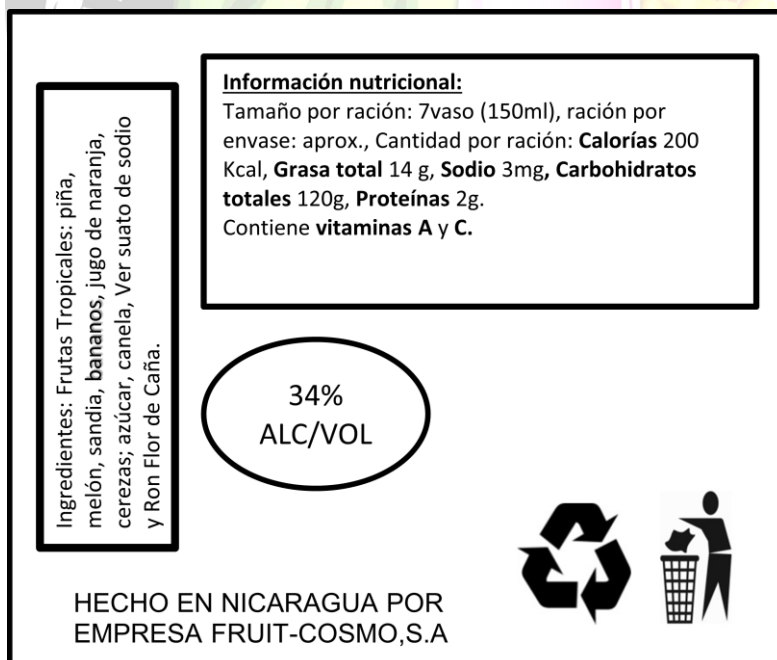 Información nutricional:
Tamaño por ración: 7vaso (150ml), ración por
envase: aprox., Cantidad por ración: Calorías 200
Kcal, Grasa total 14 g, Sodio 3mg, Carbohidratos
totales 120g, Proteínas 2g.
Contiene vitaminas A y C.
Ingredientes: Frutas Tropicales: piña,
melón, sandia, bananos, jugo de naranja,
cerezas; azúcar, canela, Ver suato de sodio
y Ron Flor de Caña.
34%
ALC/VOL
HECHO EN NICARAGUA POR
EMPRESA FRUIT-COSMO,S.A